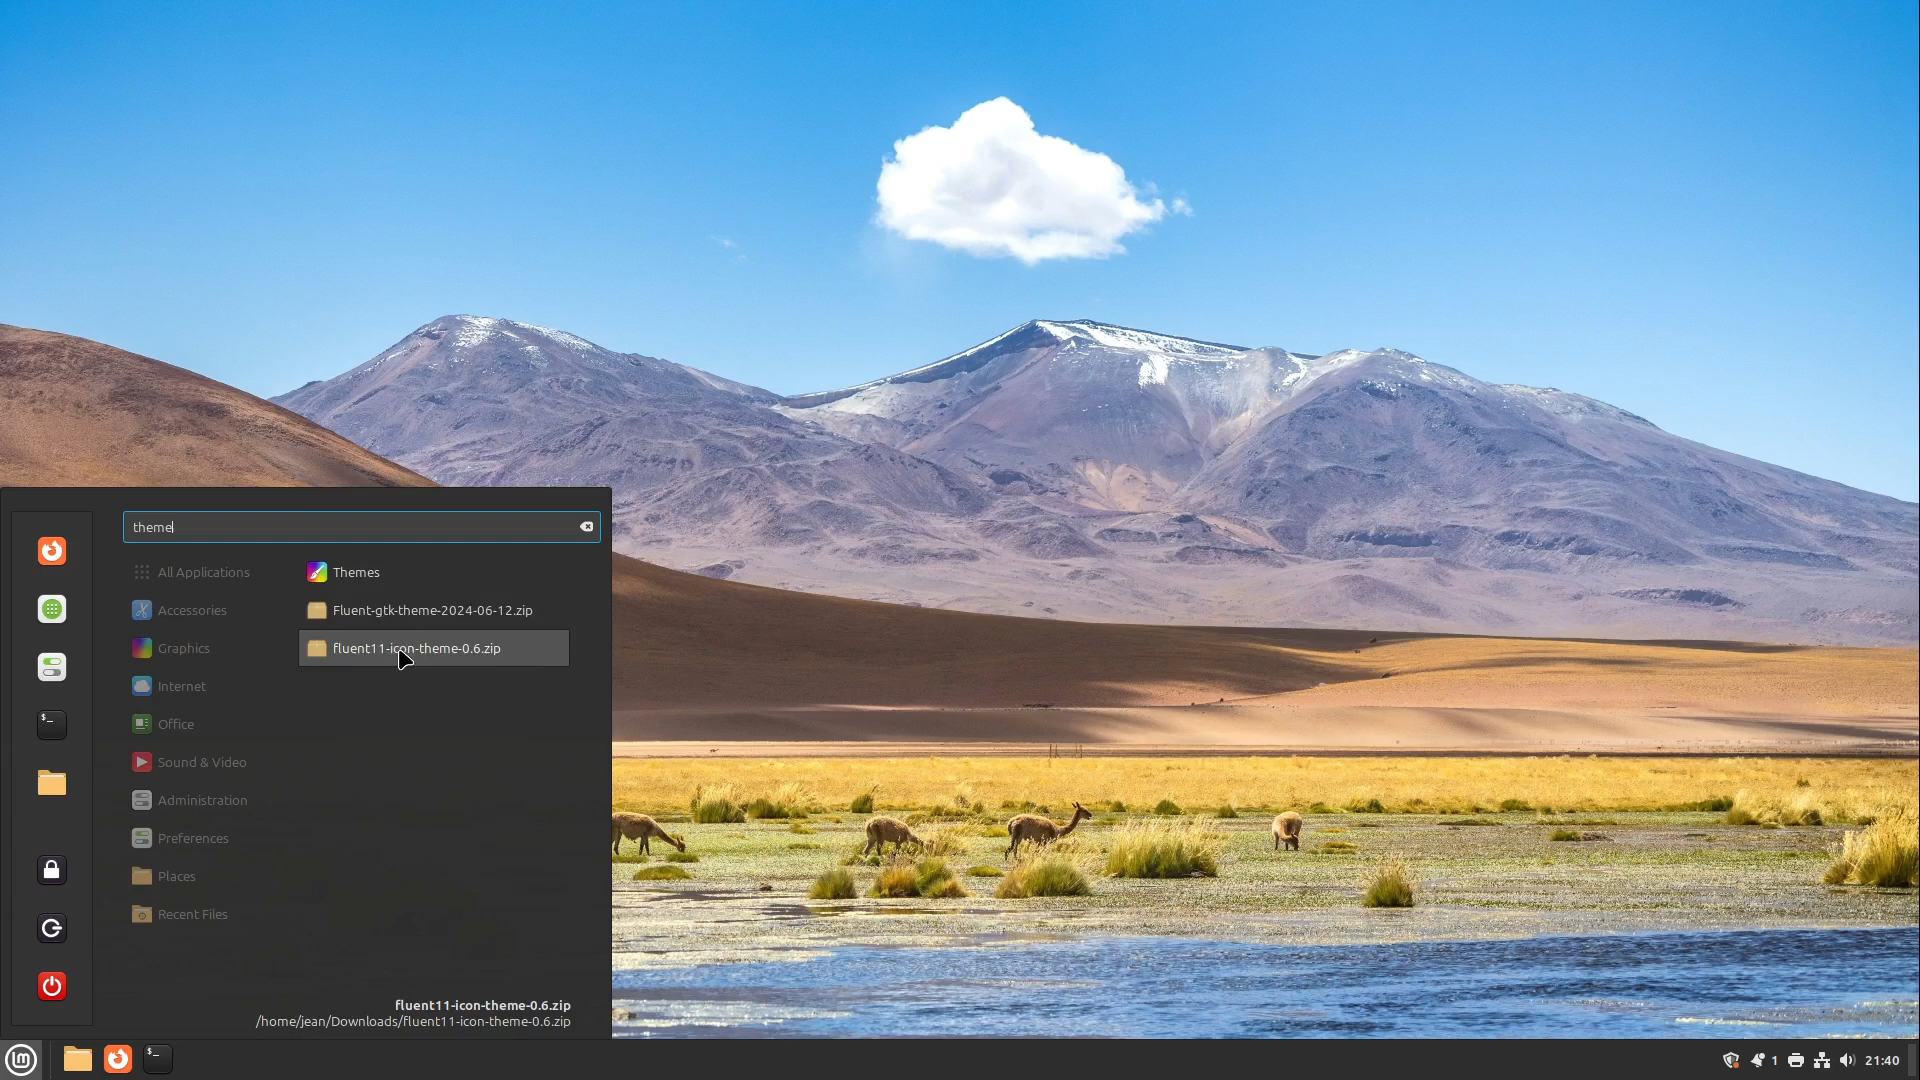 theme
All Applications
Accessories
Graphics
Internet
Office
Sound & Video
Administration
Preferences
Places
Recent Files
Themes
Fluent-gtk-theme-2024-06-12.zip
fluent11-icon-theme-0.6.zip
fluent11-icon-theme-0.6.zip
/home/jean/Downloads/fluent11-icon-theme-0.6.zip
1
21:40